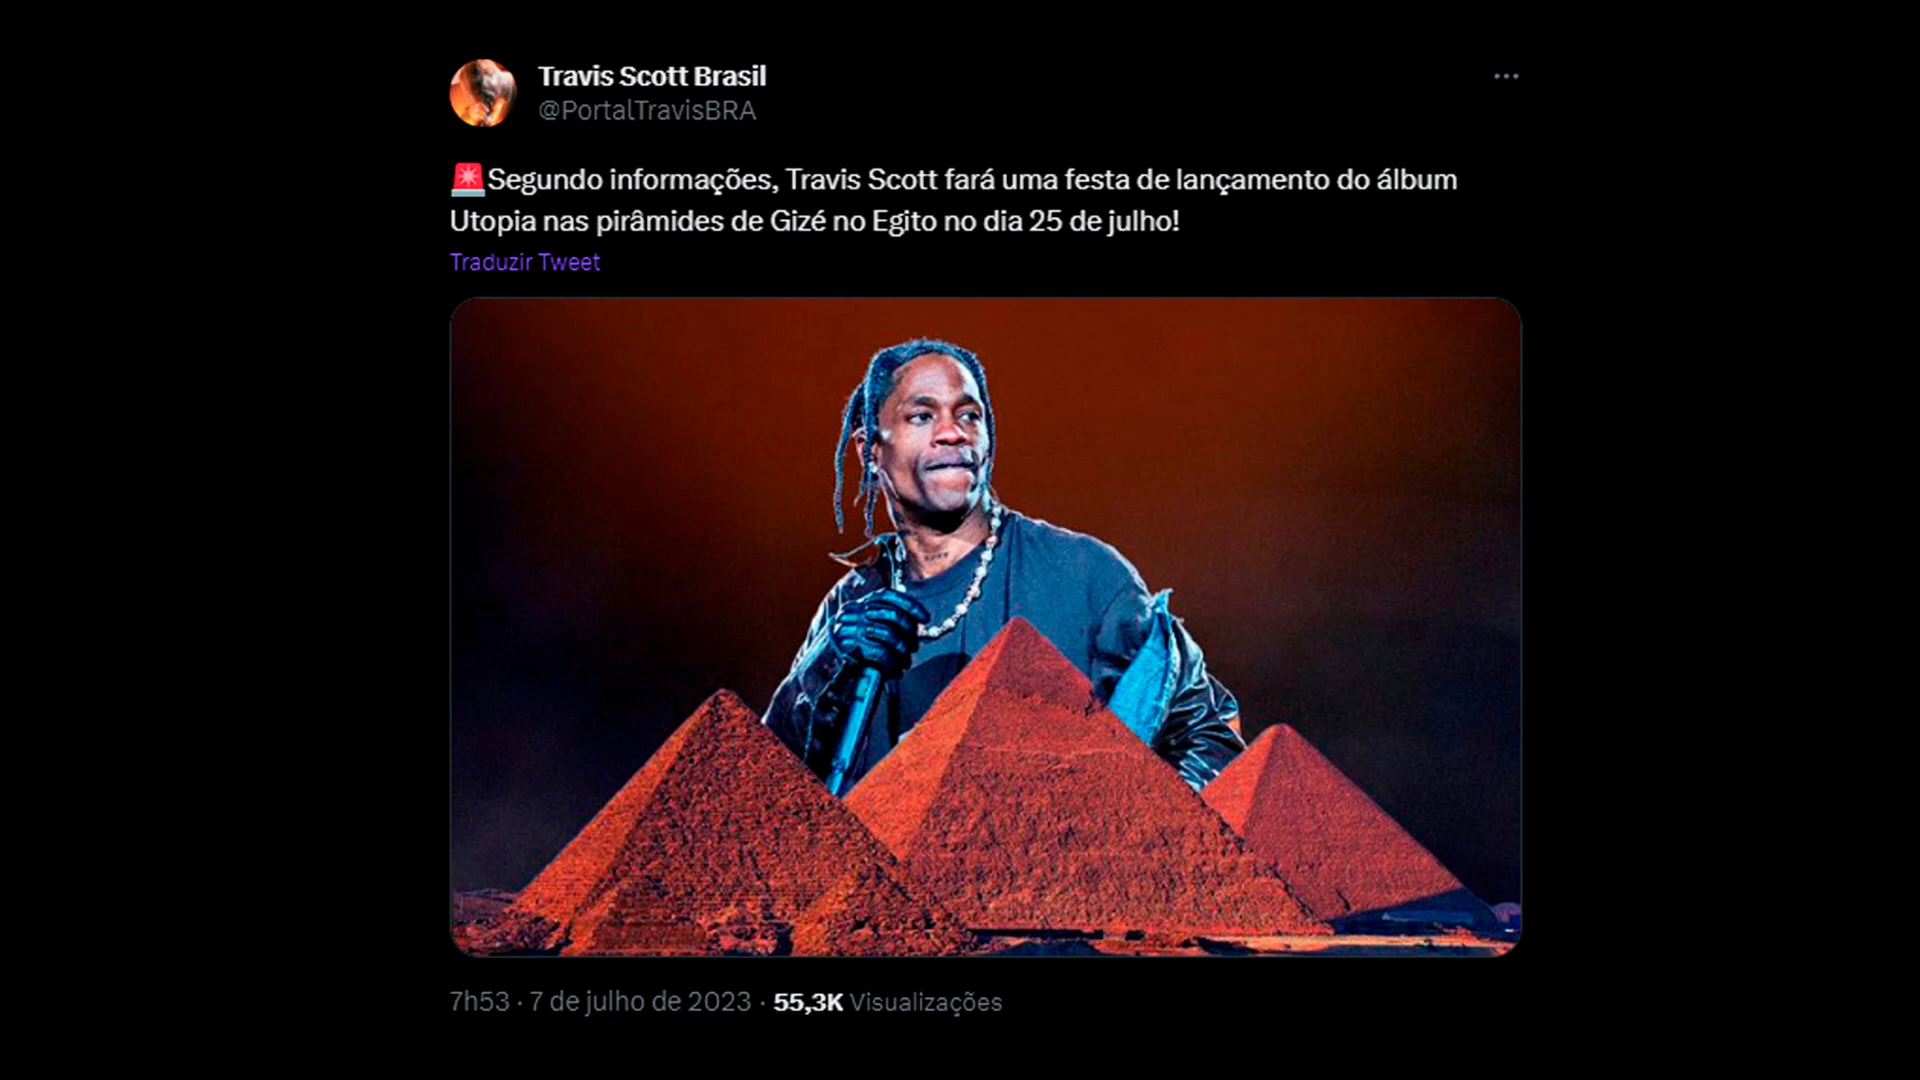 Travis Scott Brasil
@PortalTravisBRA
🚨Segundo informações, Travis Scott fará uma festa de lançamento do álbum
Utopia nas pirâmides de Gizé no Egito no dia 25 de julho!
Traduzir Tweet
7h53 · 7 de julho de 2023 · 55,3K Visualizações